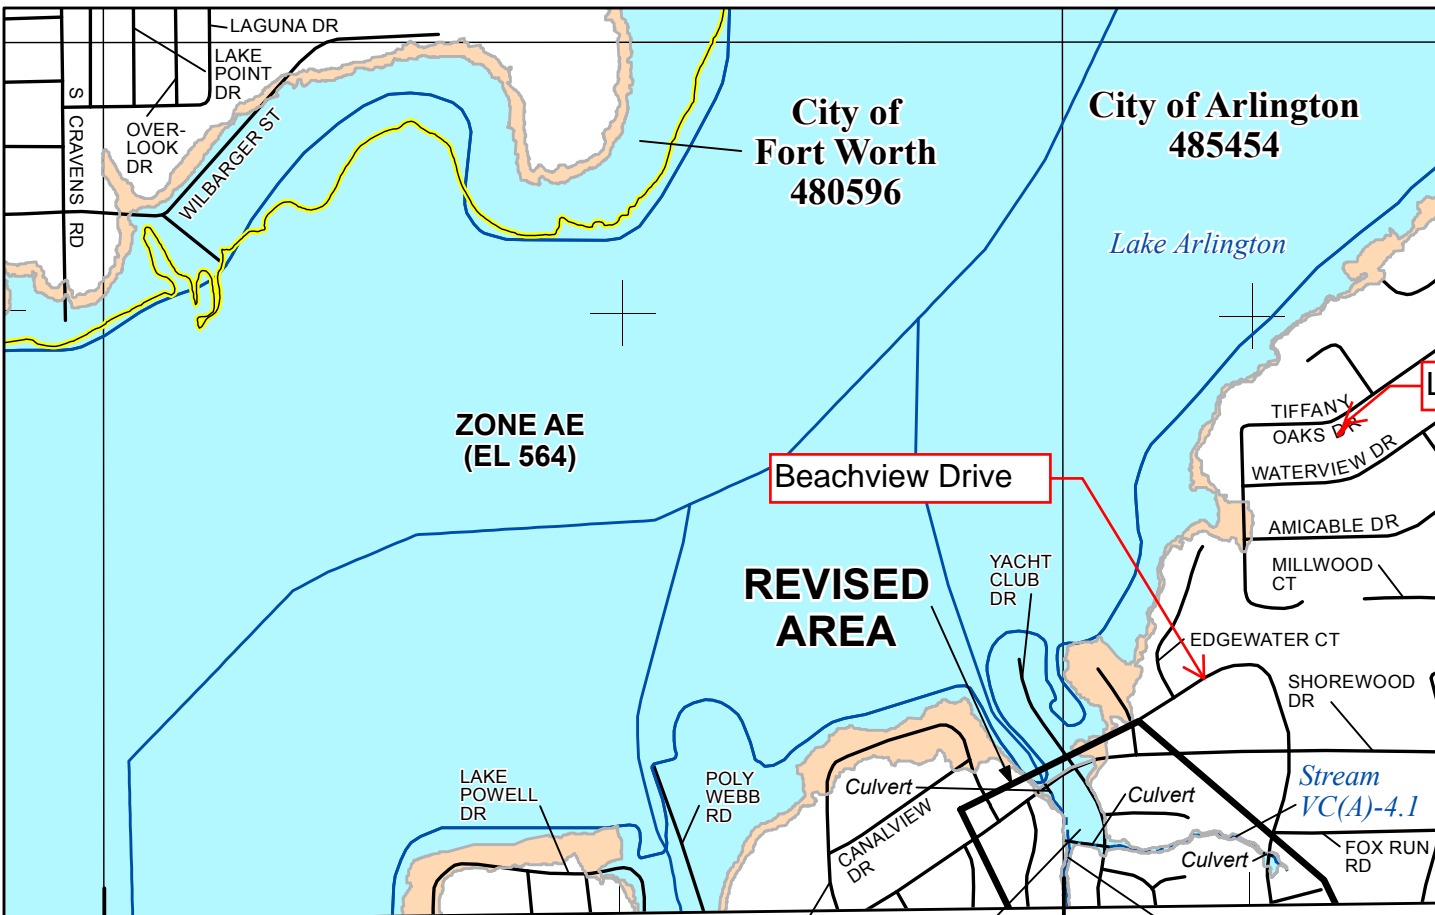 LAGUNA DR
LAKE
POINT
DR
S CRAVENS RD
OVER-
LOOK
DR
WILBARGER ST
City of
Fort Worth
480596
City of Arlington
485454
Lake Arlington
ZONE AE
(EL 564)
TIFFANY
OAKS DR
L
WATERVIEW DR
Beachview Drive
AMICABLE DR
YACHT
CLUB
DR
MILLWOOD
CT
REVISED
AREA
EDGEWATER CT
SHOREWOOD
DR
LAKE
POWELL
DR
POLY
WEBB
RD
Culvert
Culvert
Stream
VC(A)-4.1
CANALVIEW
DR
Culvert
FOX RUN
RD